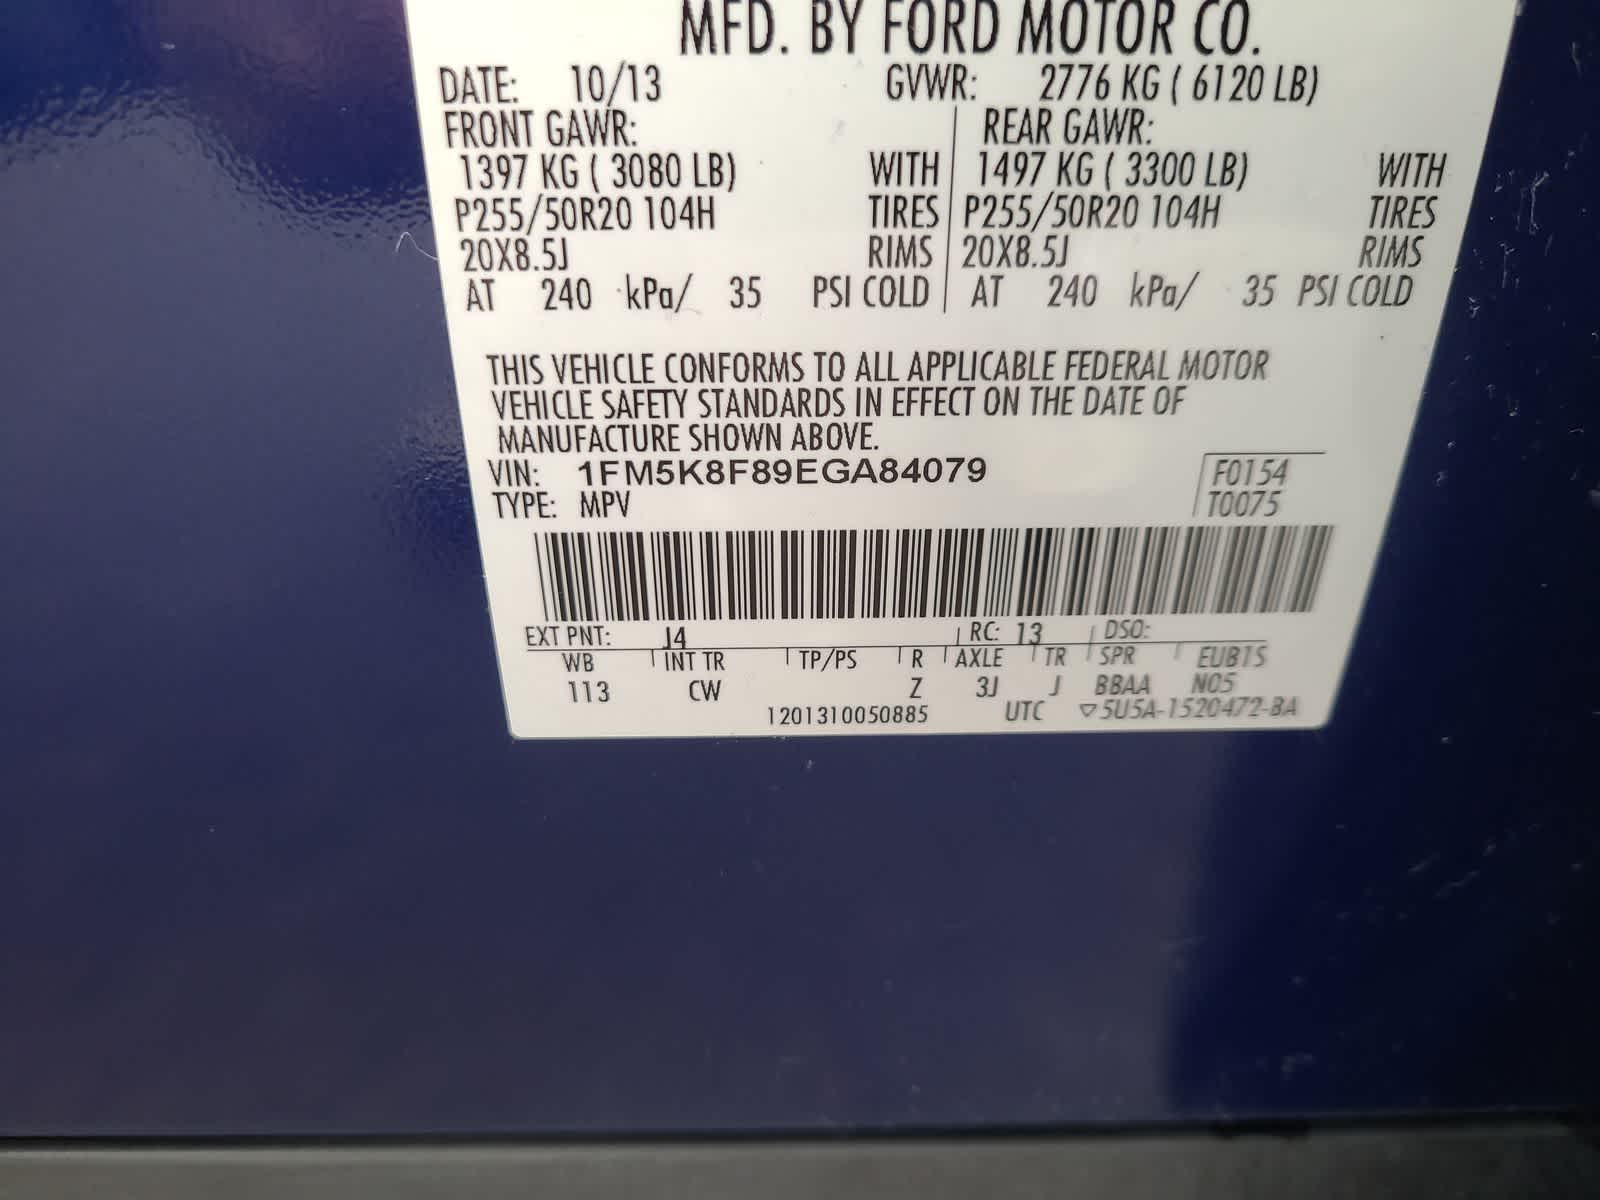 MFD. BY FORD MOTOR CO.
DATE: 10/13 GVWR: 2776 KG ( 6120 LB)
FRONT GAWR: REAR GAWR:
1397 KG ( 3080 LB) WITH 1497 KG ( 3300 LB) WITH
P255/50R20 104H TIRES P255/50R20 104H TIRES
20X8.5J RIMS 20X8.5J RIMS
AT 240 kPa/ 35 PSI COLD AT 240 kPa/ 35 PSI COLD
THIS VEHICLE CONFORMS TO ALL APPLICABLE FEDERAL MOTOR
VEHICLE SAFETY STANDARDS IN EFFECT ON THE DATE OF
MANUFACTURE SHOWN ABOVE.
VIN: 1FM5K8F89EGA84079 F0154
TYPE: MPV T0075
EXT PNT: J4 RC: 13 DSO:
WB INT TR TP/PS R AXLE TR SPR EUBTS
113 CW Z 3J J BBAA N05
1201310050885 UTC ▽5U5A-1520472-BA